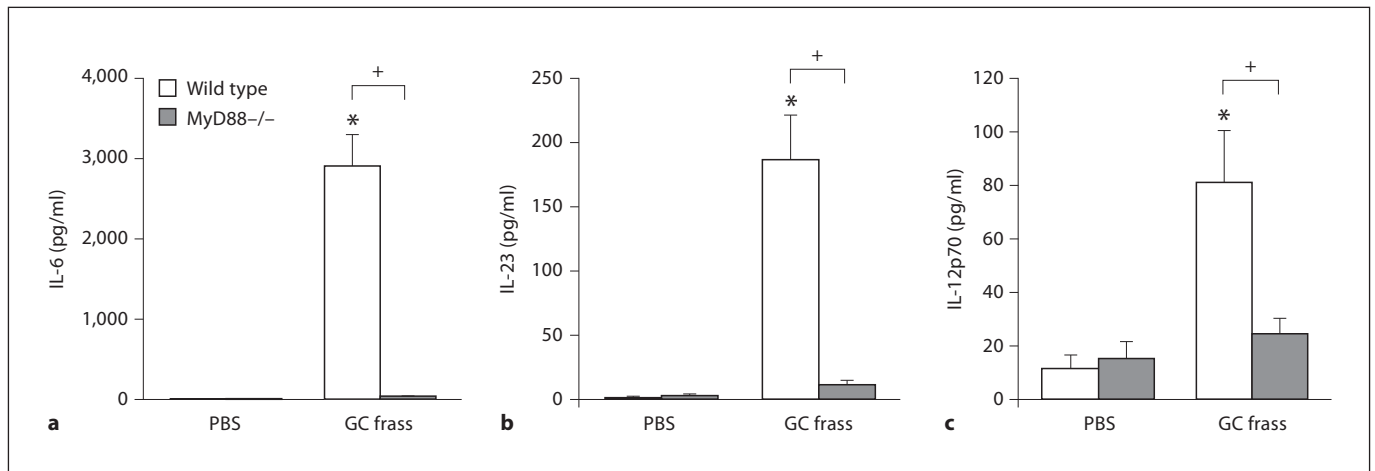 IL-6 (pg/ml)
4,000
3,000
2,000
1,000
0
Wild type
MyD88–/–
*
+
PBS
GC frass
a
IL-23 (pg/ml)
250
200
150
100
50
0
*
+
PBS
GC frass
b
IL-12p70 (pg/ml)
120
100
80
60
40
20
0
*
+
PBS
GC frass
c